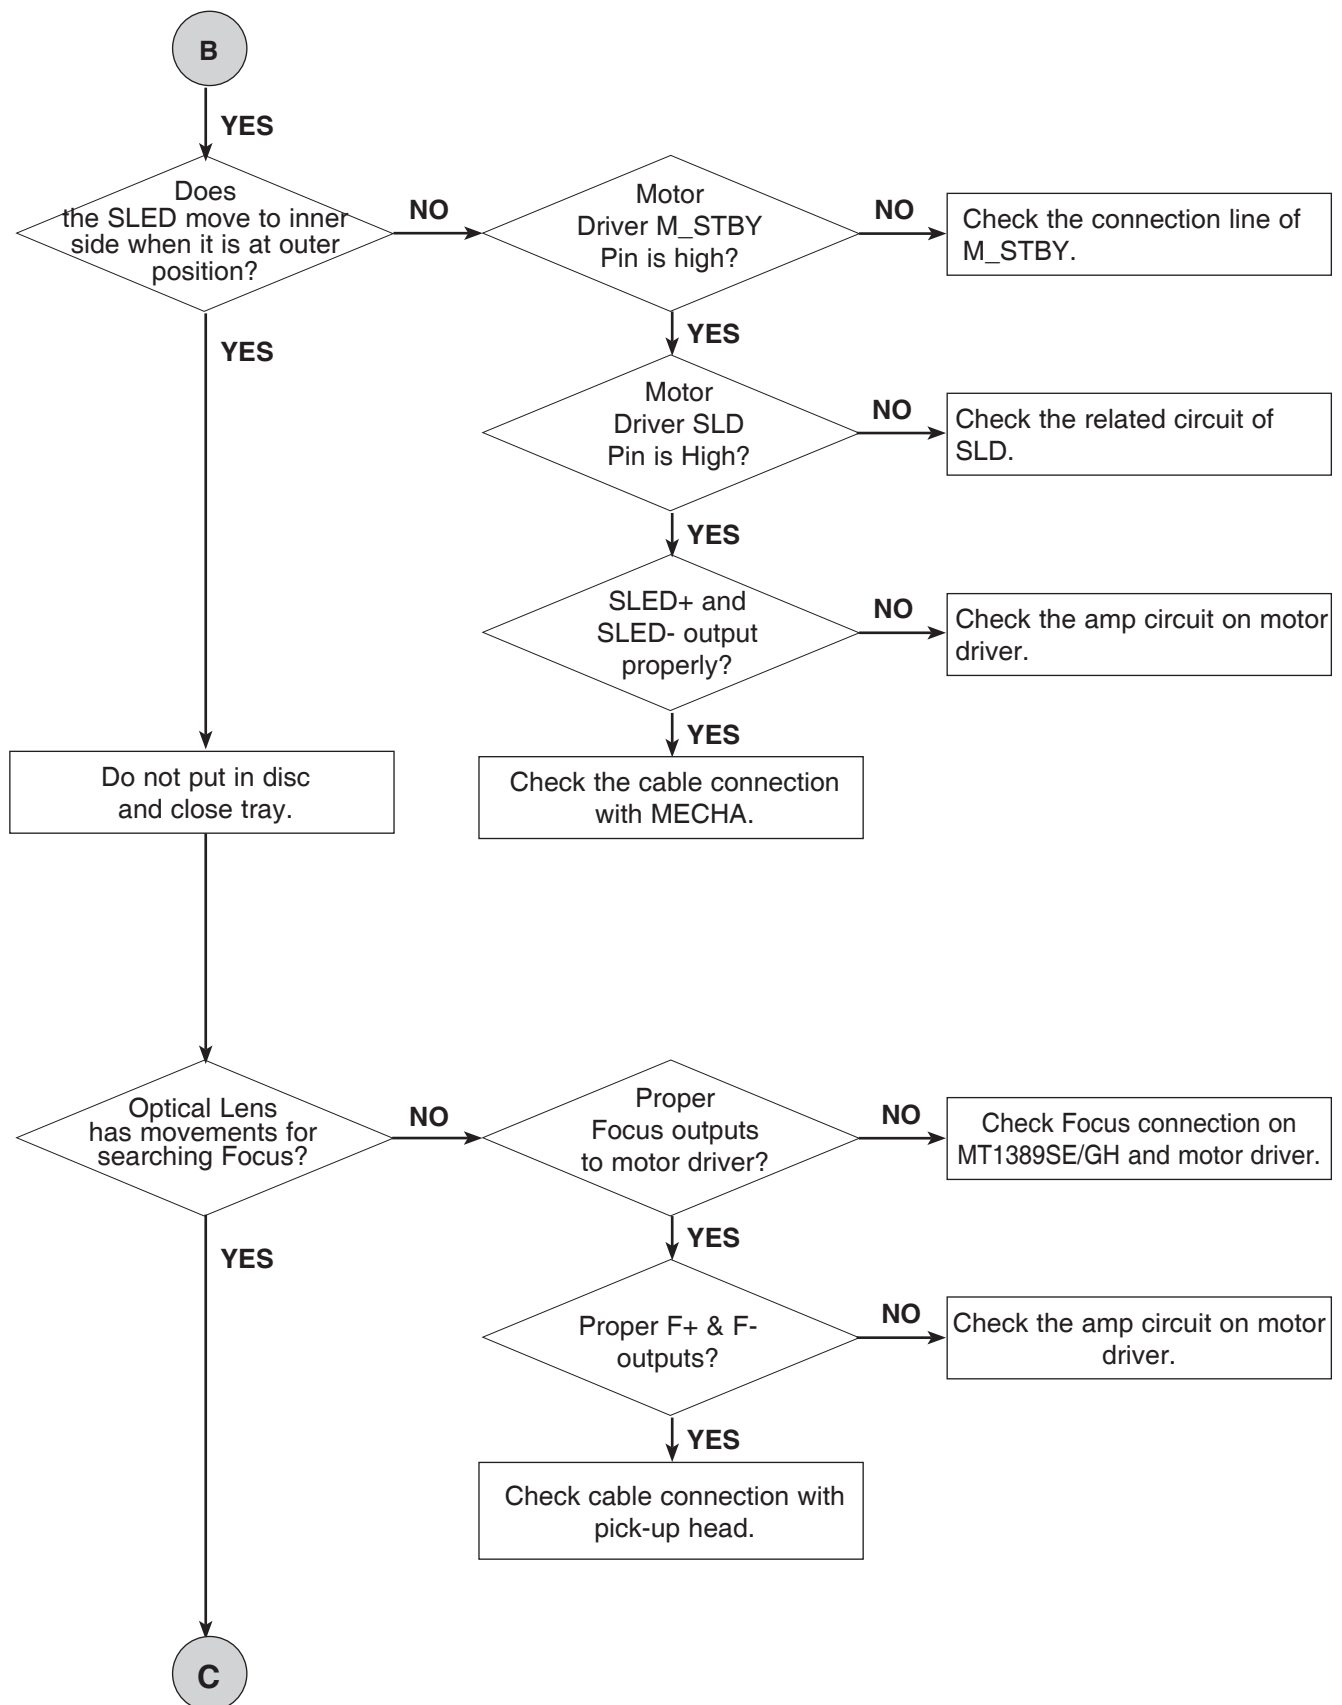 B
YES
Does
the SLED move to inner
side when it is at outer
position?
NO
Motor
Driver M_STBY
Pin is high?
NO
Check the connection line of
M_STBY.
YES
YES
Motor
Driver SLD
Pin is High?
NO
Check the related circuit of
SLD.
YES
SLED+ and
SLED- output
properly?
NO
Check the amp circuit on motor
driver.
YES
Do not put in disc
and close tray.
Check the cable connection
with MECHA.
Optical Lens
has movements for
searching Focus?
NO
Proper
Focus outputs
to motor driver?
NO
Check Focus connection on
MT1389SE/GH and motor driver.
YES
YES
Proper F+ & F-
outputs?
NO
Check the amp circuit on motor
driver.
YES
Check cable connection with
pick-up head.
C